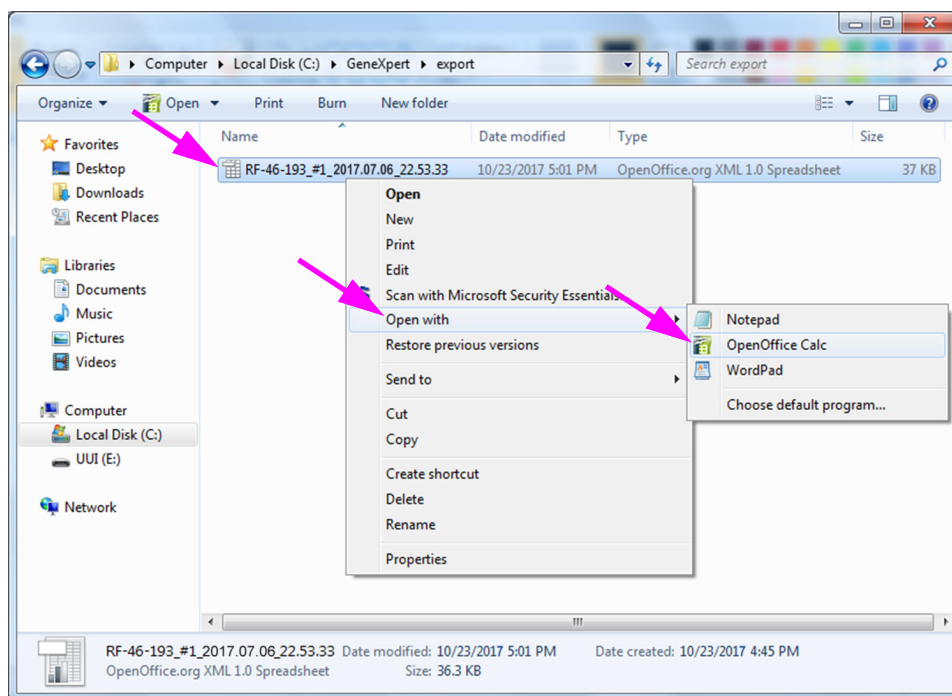 Computer Local Disk (C:) GeneXpert export
Search export
Organize Open Print Burn New folder
Name Date modified Type Size
RF-46-193_#1_2017.07.06_22.53.33 10/23/2017 5:01 PM OpenOffice.org XML 1.0 Spreadsheet 37 KB
Favorites
Desktop
Downloads
Recent Places
Libraries
Documents
Music
Pictures
Videos
Computer
Local Disk (C:)
UUI (E:)
Network
Open
New
Print
Edit
Scan with Microsoft Security Essentials
Open with
Restore previous versions
Send to
Cut
Copy
Create shortcut
Delete
Rename
Properties
Notepad
OpenOffice Calc
WordPad
Choose default program...
RF-46-193_#1_2017.07.06_22.53.33 Date modified: 10/23/2017 5:01 PM Date created: 10/23/2017 4:45 PM
OpenOffice.org XML 1.0 Spreadsheet Size: 36.3 KB